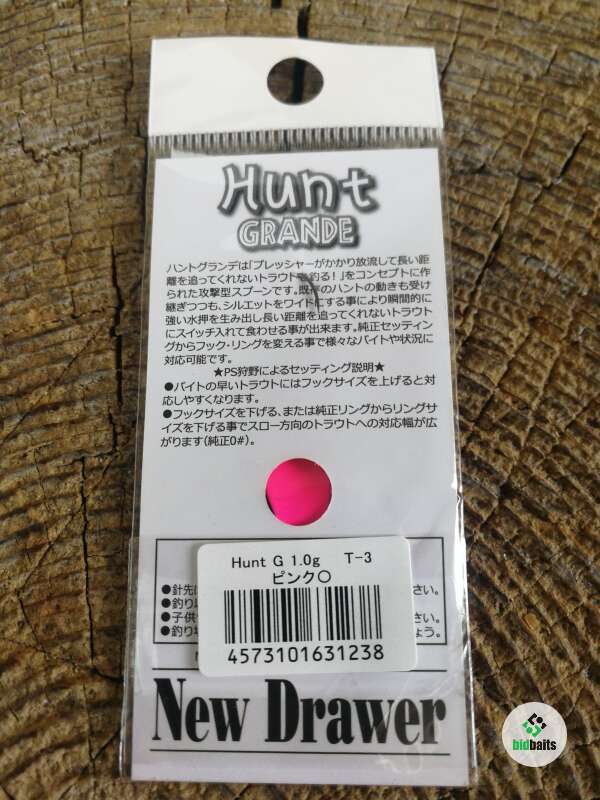 Hunt
GRANDE
ハントグランデは「プレッシャーがかかり放流して長い距
離を追ってくれないトラウトを釣る!」をコンセプトに作
られた攻撃型スプーンです。既存のハントの動きも受け
継ぎつつも、シルエットをワイドにする事により瞬間的に
強い水押を生み出し長い距離を追ってくれないトラウト
にスイッチ入れて食わせる事が出来ます。純正セッティン
グからフック・リングを変える事で様々なバイトや状況に
対応可能です。
★PS狩野によるセッティング説明★
●バイトの早いトラウトにはフックサイズを上げると対
応しやすくなります。
●フックサイズを下げる、または純正リングからリングサ
イズを下げる事でスロー方向のトラウトへの対応幅が広
がります(純正0#)。
Hunt G 1.0g T-3
ピンク〇
●針先
さい。
●釣り
●子供
さい。
●釣り
ょう。
4573101631238
New Drawer
bidbaits